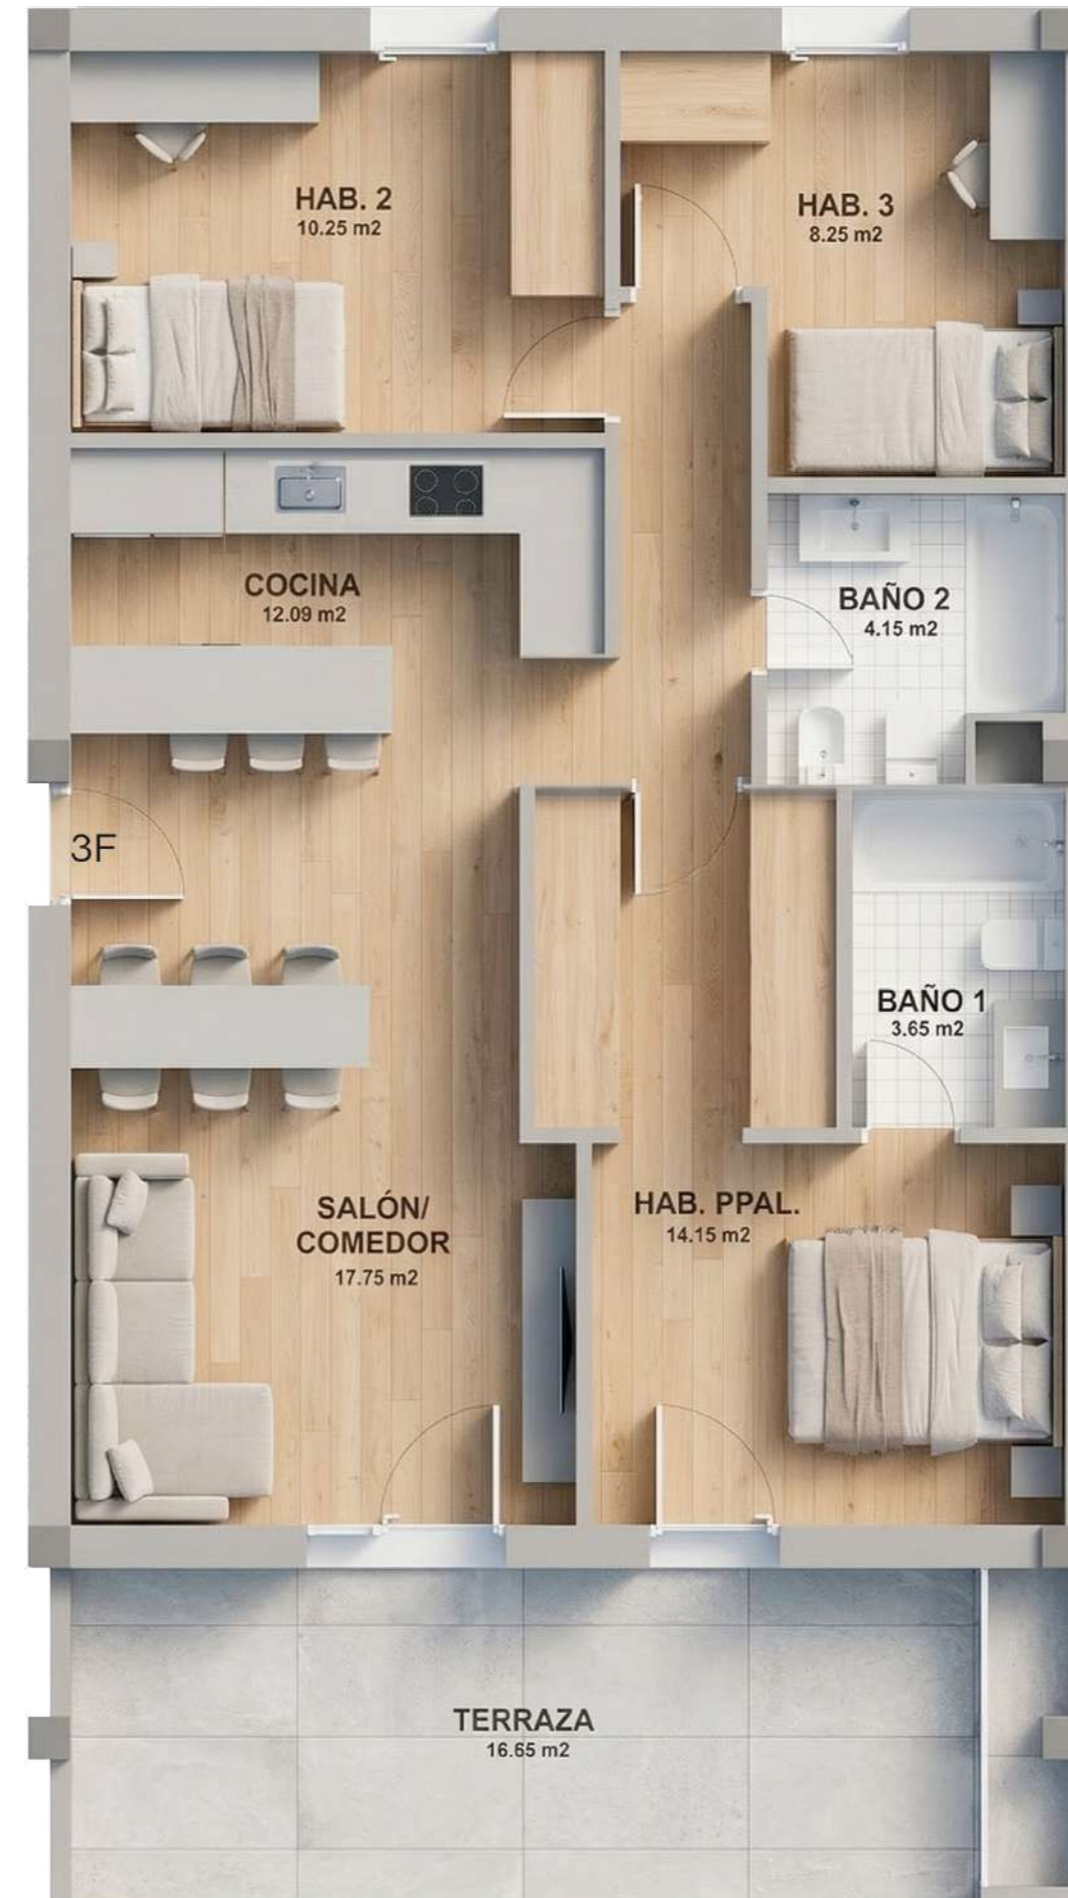 HAB. 2
10.25 m2
HAB. 3
8.25 m2
COCINA
12.09 m2
BAÑO 2
4.15 m2
3F
BAÑO 1
3.65 m2
SALÓN/
COMEDOR
17.75 m2
HAB. PPAL.
14.15 m2
TERRAZA
16.65 m2